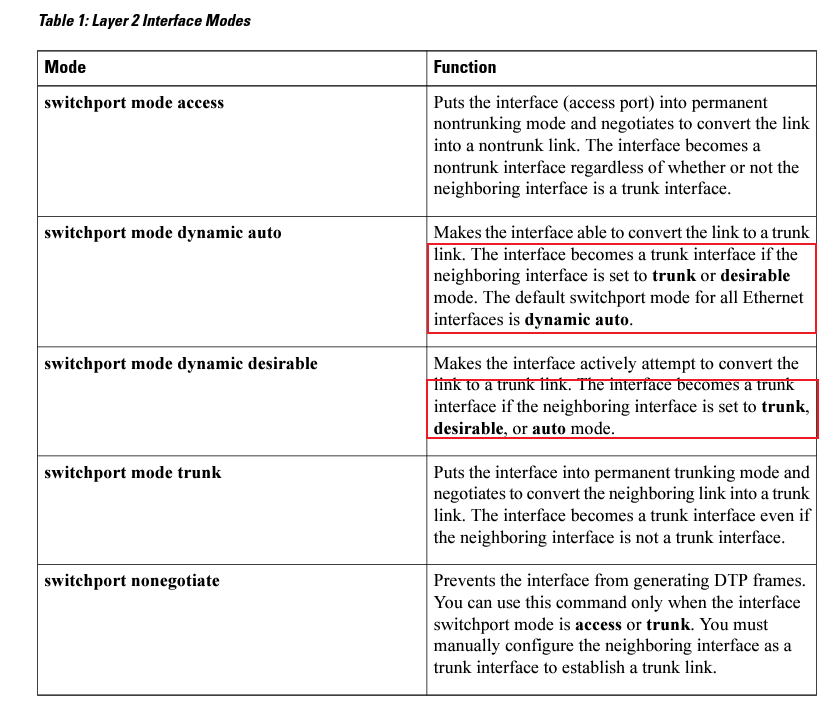 Table 1: Layer 2 Interface Modes
Mode
Function
switchport mode access
Puts the interface (access port) into permanent
nontrunking mode and negotiates to convert the link
into a nontrunk link. The interface becomes a
nontrunk interface regardless of whether or not the
neighboring interface is a trunk interface.
switchport mode dynamic auto
Makes the interface able to convert the link to a trunk
link. The interface becomes a trunk interface if the
neighboring interface is set to trunk or desirable
mode. The default switchport mode for all Ethernet
interfaces is dynamic auto.
switchport mode dynamic desirable
Makes the interface actively attempt to convert the
link to a trunk link. The interface becomes a trunk
interface if the neighboring interface is set to trunk,
desirable, or auto mode.
switchport mode trunk
Puts the interface into permanent trunking mode and
negotiates to convert the neighboring link into a trunk
link. The interface becomes a trunk interface even if
the neighboring interface is not a trunk interface.
switchport nonegotiate
Prevents the interface from generating DTP frames.
You can use this command only when the interface
switchport mode is access or trunk. You must
manually configure the neighboring interface as a
trunk interface to establish a trunk link.